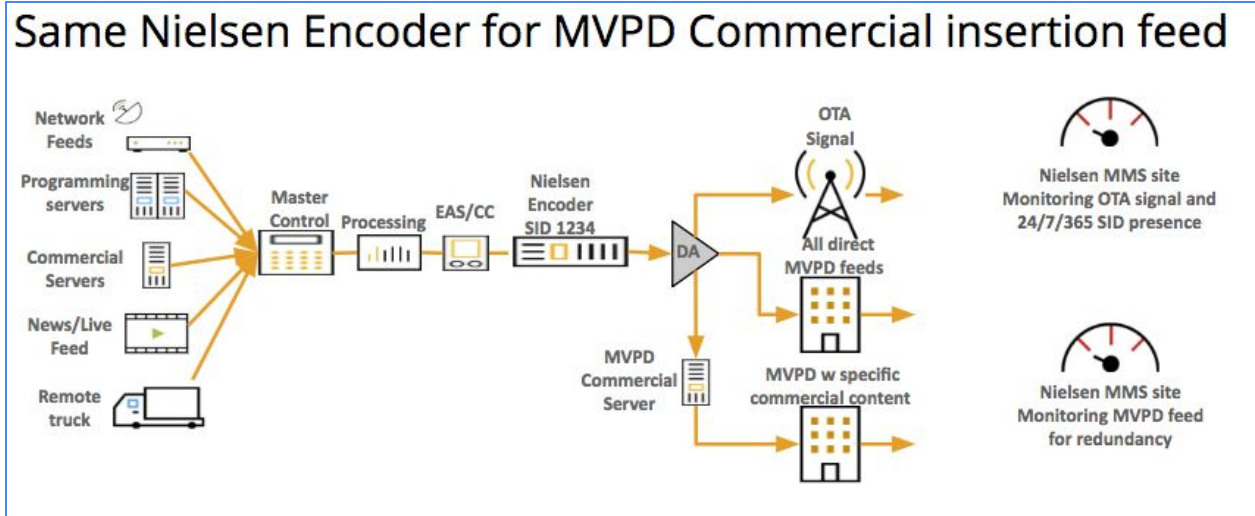 Same Nielsen Encoder for MVPD Commercial insertion feed
Network
Feeds
Programming
servers
Commercial
Servers
News/Live
Feed
Remote
truck
Master
Control
Processing
EAS/CC
Nielsen
Encoder
SID 1234
DA
OTA
Signal
All direct
MVPD feeds
MVPD
Commercial
Server
MVPD w specific
commercial content
Nielsen MMS site
Monitoring OTA signal and
24/7/365 SID presence
Nielsen MMS site
Monitoring MVPD feed
for redundancy